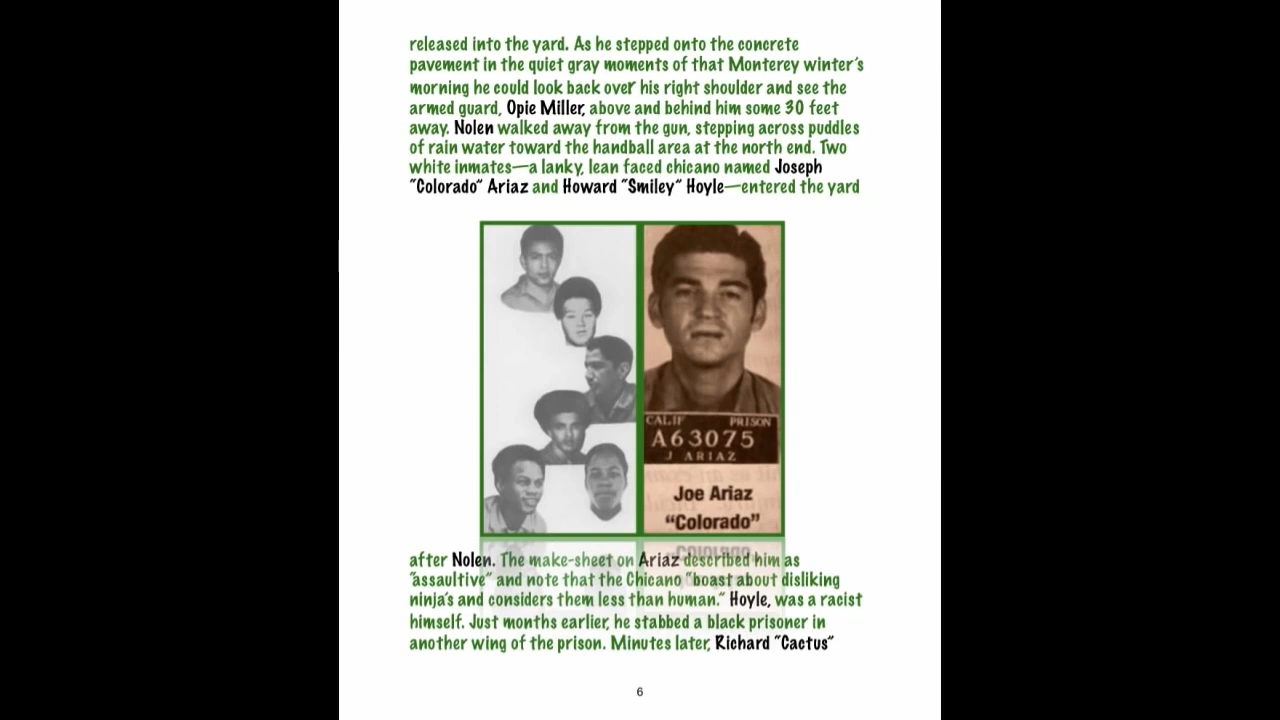 released into the yard. As he stepped onto the concrete
pavement in the quiet gray moments of that Monterey winter's
morning he could look back over his right shoulder and see the
armed guard, Opie Miller, above and behind him some 30 feet
away. Nolen walked away from the gun, stepping across puddles
of rain water toward the handball area at the north end. Two
white inmates—a lanky, lean faced chicano named Joseph
"Colorado" Ariaz and Howard "Smiley" Hoyle—entered the yard
CALIF PRISON
A63075
J ARIAZ
Joe Ariaz
"Colorado"
after Nolen. The make-sheet on Ariaz described him as
"assaultive" and note that the Chicano "boast about disliking
ninja's and considers them less than human." Hoyle, was a racist
himself. Just months earlier, he stabbed a black prisoner in
another wing of the prison. Minutes later, Richard "Cactus"
6